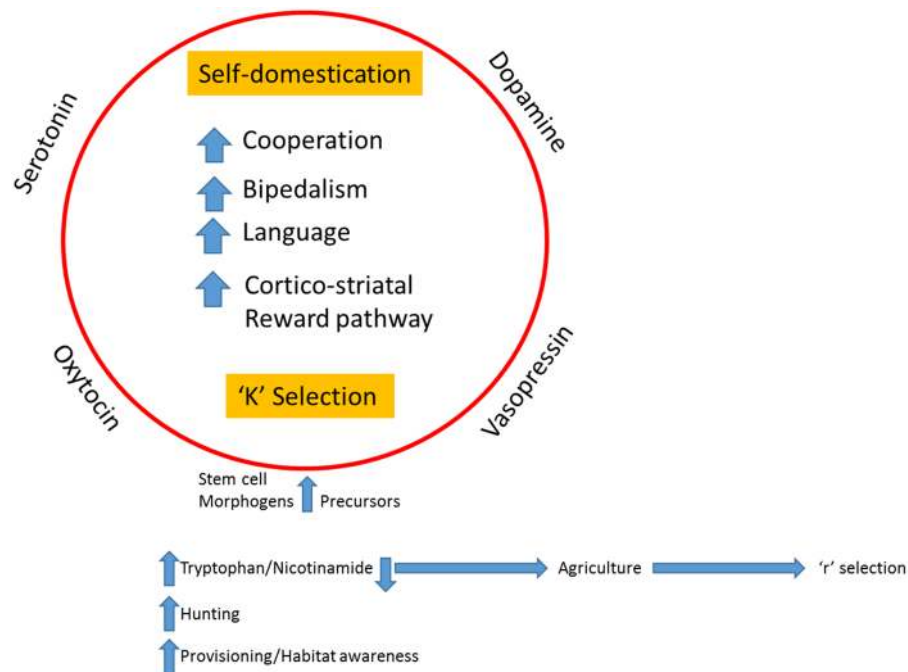 Self-domestication
Serotonin
Dopamine
Cooperation
Bipedalism
Language
Cortico-striatal
Reward pathway
Oxytocin
Vasopressin
‘K’ Selection
Stem cell
Morphogens Precursors
Tryptophan/Nicotinamide Agriculture ‘r’ selection
Hunting
Provisioning/Habitat awareness